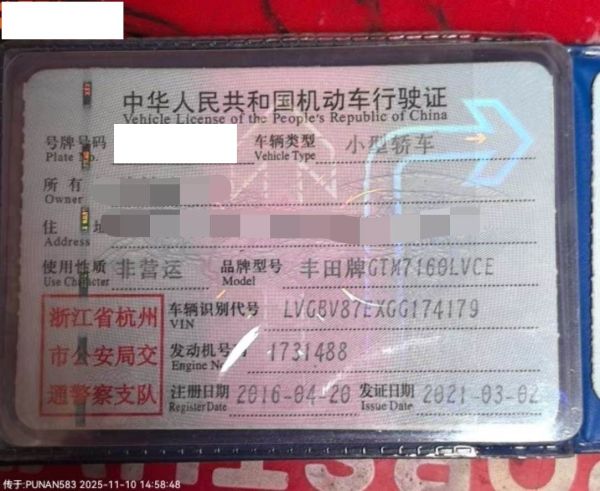 中华人民共和国机动车行驶证
Vehicle License of the People's Republic of China
号牌号码
Plate No.
车辆类型 小型轿车
Vehicle Type
所有
Owner
住 址
Address
使用性质 非营运 品牌型号 丰田牌GTM7160LVCE
Use Character Model
浙江省杭州
市公安局交
通警察支队
车辆识别代号 LVGBV87EXGG174179
VIN
发动机号码 1731488
Engine No.
注册日期 2016-04-20 发证日期 2021-03-02
Register Date Issue Date
传于:PUNAN583 2025-11-10 14:58:48